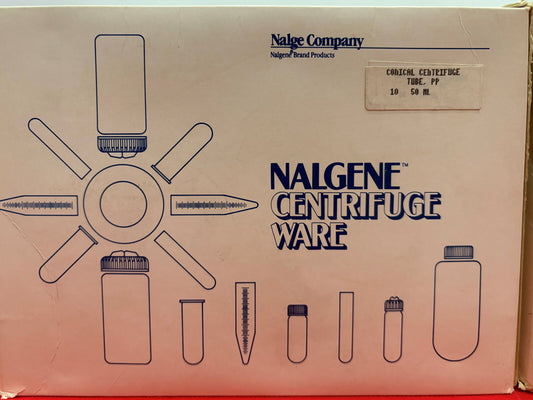 Nalge Company
Nalgene Brand Products
CONICAL CENTRIFUGE
TUBE, PP
10 50 ML
NALGENE™
CENTRIFUGE
WARE